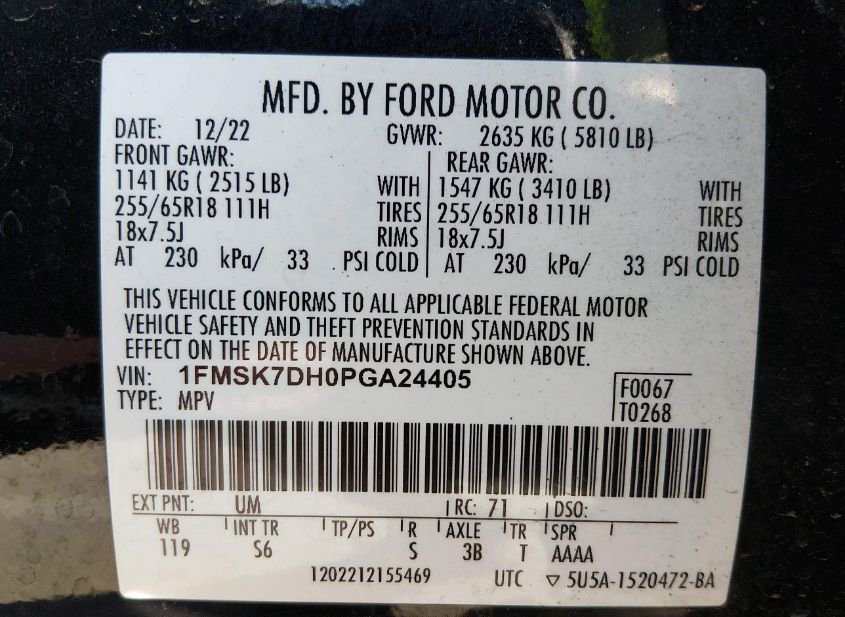 MFD. BY FORD MOTOR CO.
DATE: 12/22 GVWR: 2635 KG ( 5810 LB)
FRONT GAWR: REAR GAWR:
1141 KG ( 2515 LB) WITH 1547 KG ( 3410 LB) WITH
255/65R18 111H TIRES 255/65R18 111H TIRES
18x7.5J RIMS 18x7.5J RIMS
AT 230 kPa/ 33 PSI COLD AT 230 kPa/ 33 PSI COLD
THIS VEHICLE CONFORMS TO ALL APPLICABLE FEDERAL MOTOR
VEHICLE SAFETY AND THEFT PREVENTION STANDARDS IN
EFFECT ON THE DATE OF MANUFACTURE SHOWN ABOVE.
VIN: 1FMSK7DH0PGA24405 F0067
TYPE: MPV T0268
EXT PNT: UM RC: 71 DSO:
WB INT TR TP/PS R AXLE TR SPR
119 S6 S 3B T AAAA
1202212155469 UTC ▽ 5U5A-1520472-BA